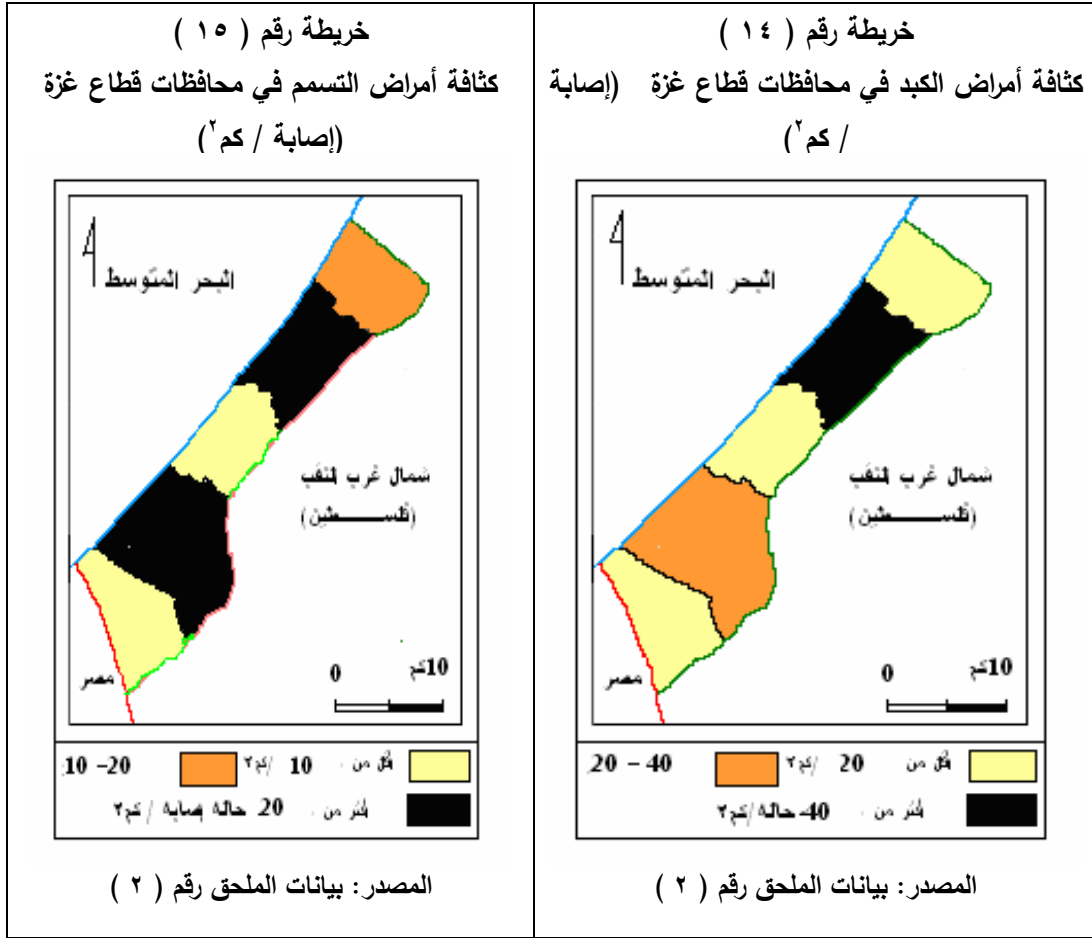 خريطة رقم ( ١٤ )
كثافة أمراض الكبد في محافظات قطاع غزة (إصابة
/ كم٢)
البحر المتوسط
شمال غرب النقب
(فلســـــطين)
مصر
0 10كم
أقل من 20 /كم٢ 20 - 40
أكثر من 40 حالة/كم٢
المصدر: بيانات الملحق رقم ( ٢ )
خريطة رقم ( ١٥ )
كثافة أمراض التسمم في محافظات قطاع غزة
(إصابة / كم٢)
البحر المتوسط
شمال غرب النقب
(فلســـــطين)
مصر
0 10كم
أقل من 10 /كم٢ 10 -20
أكثر من 20 حالة إصابة / كم٢
المصدر: بيانات الملحق رقم ( ٢ )